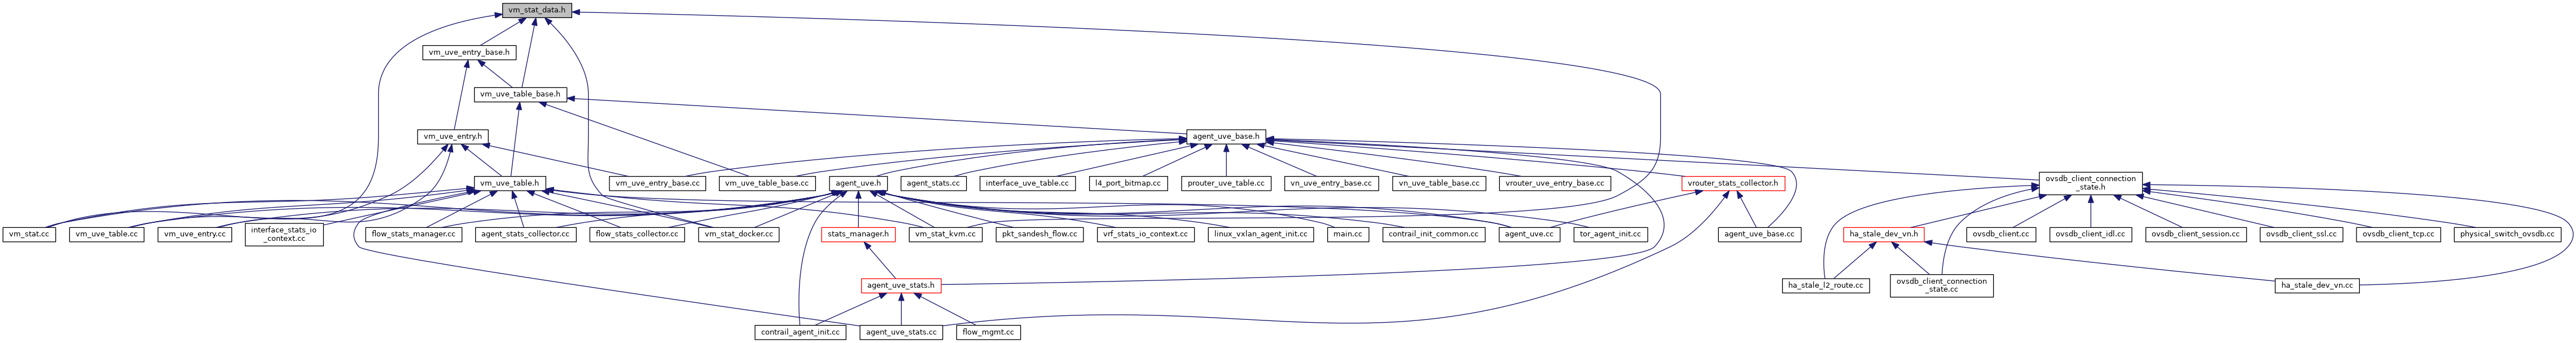 vm_stat_data.h
vm_uve_entry_base.h
vm_uve_table_base.h
vm_uve_entry.h
agent_uve_base.h
vm_uve_table.h
vm_uve_entry_base.cc
vm_uve_table_base.cc
agent_uve.h
agent_stats.cc
interface_uve_table.cc
l4_port_bitmap.cc
prouter_uve_table.cc
vn_uve_entry_base.cc
vn_uve_table_base.cc
vrouter_uve_entry_base.cc
vrouter_stats_collector.h
ovsdb_client_connection
_state.h
vm_stat.cc
vm_uve_table.cc
vm_uve_entry.cc
interface_stats_io
_context.cc
flow_stats_manager.cc
agent_stats_collector.cc
flow_stats_collector.cc
vm_stat_docker.cc
stats_manager.h
vm_stat_kvm.cc
pkt_sandesh_flow.cc
vrf_stats_io_context.cc
linux_vxlan_agent_init.cc
main.cc
contrail_init_common.cc
agent_uve.cc
tor_agent_init.cc
agent_uve_base.cc
ha_stale_dev_vn.h
ovsdb_client.cc
ovsdb_client_idl.cc
ovsdb_client_session.cc
ovsdb_client_ssl.cc
ovsdb_client_tcp.cc
physical_switch_ovsdb.cc
agent_uve_stats.h
ha_stale_l2_route.cc
ovsdb_client_connection
_state.cc
ha_stale_dev_vn.cc
contrail_agent_init.cc
agent_uve_stats.cc
flow_mgmt.cc